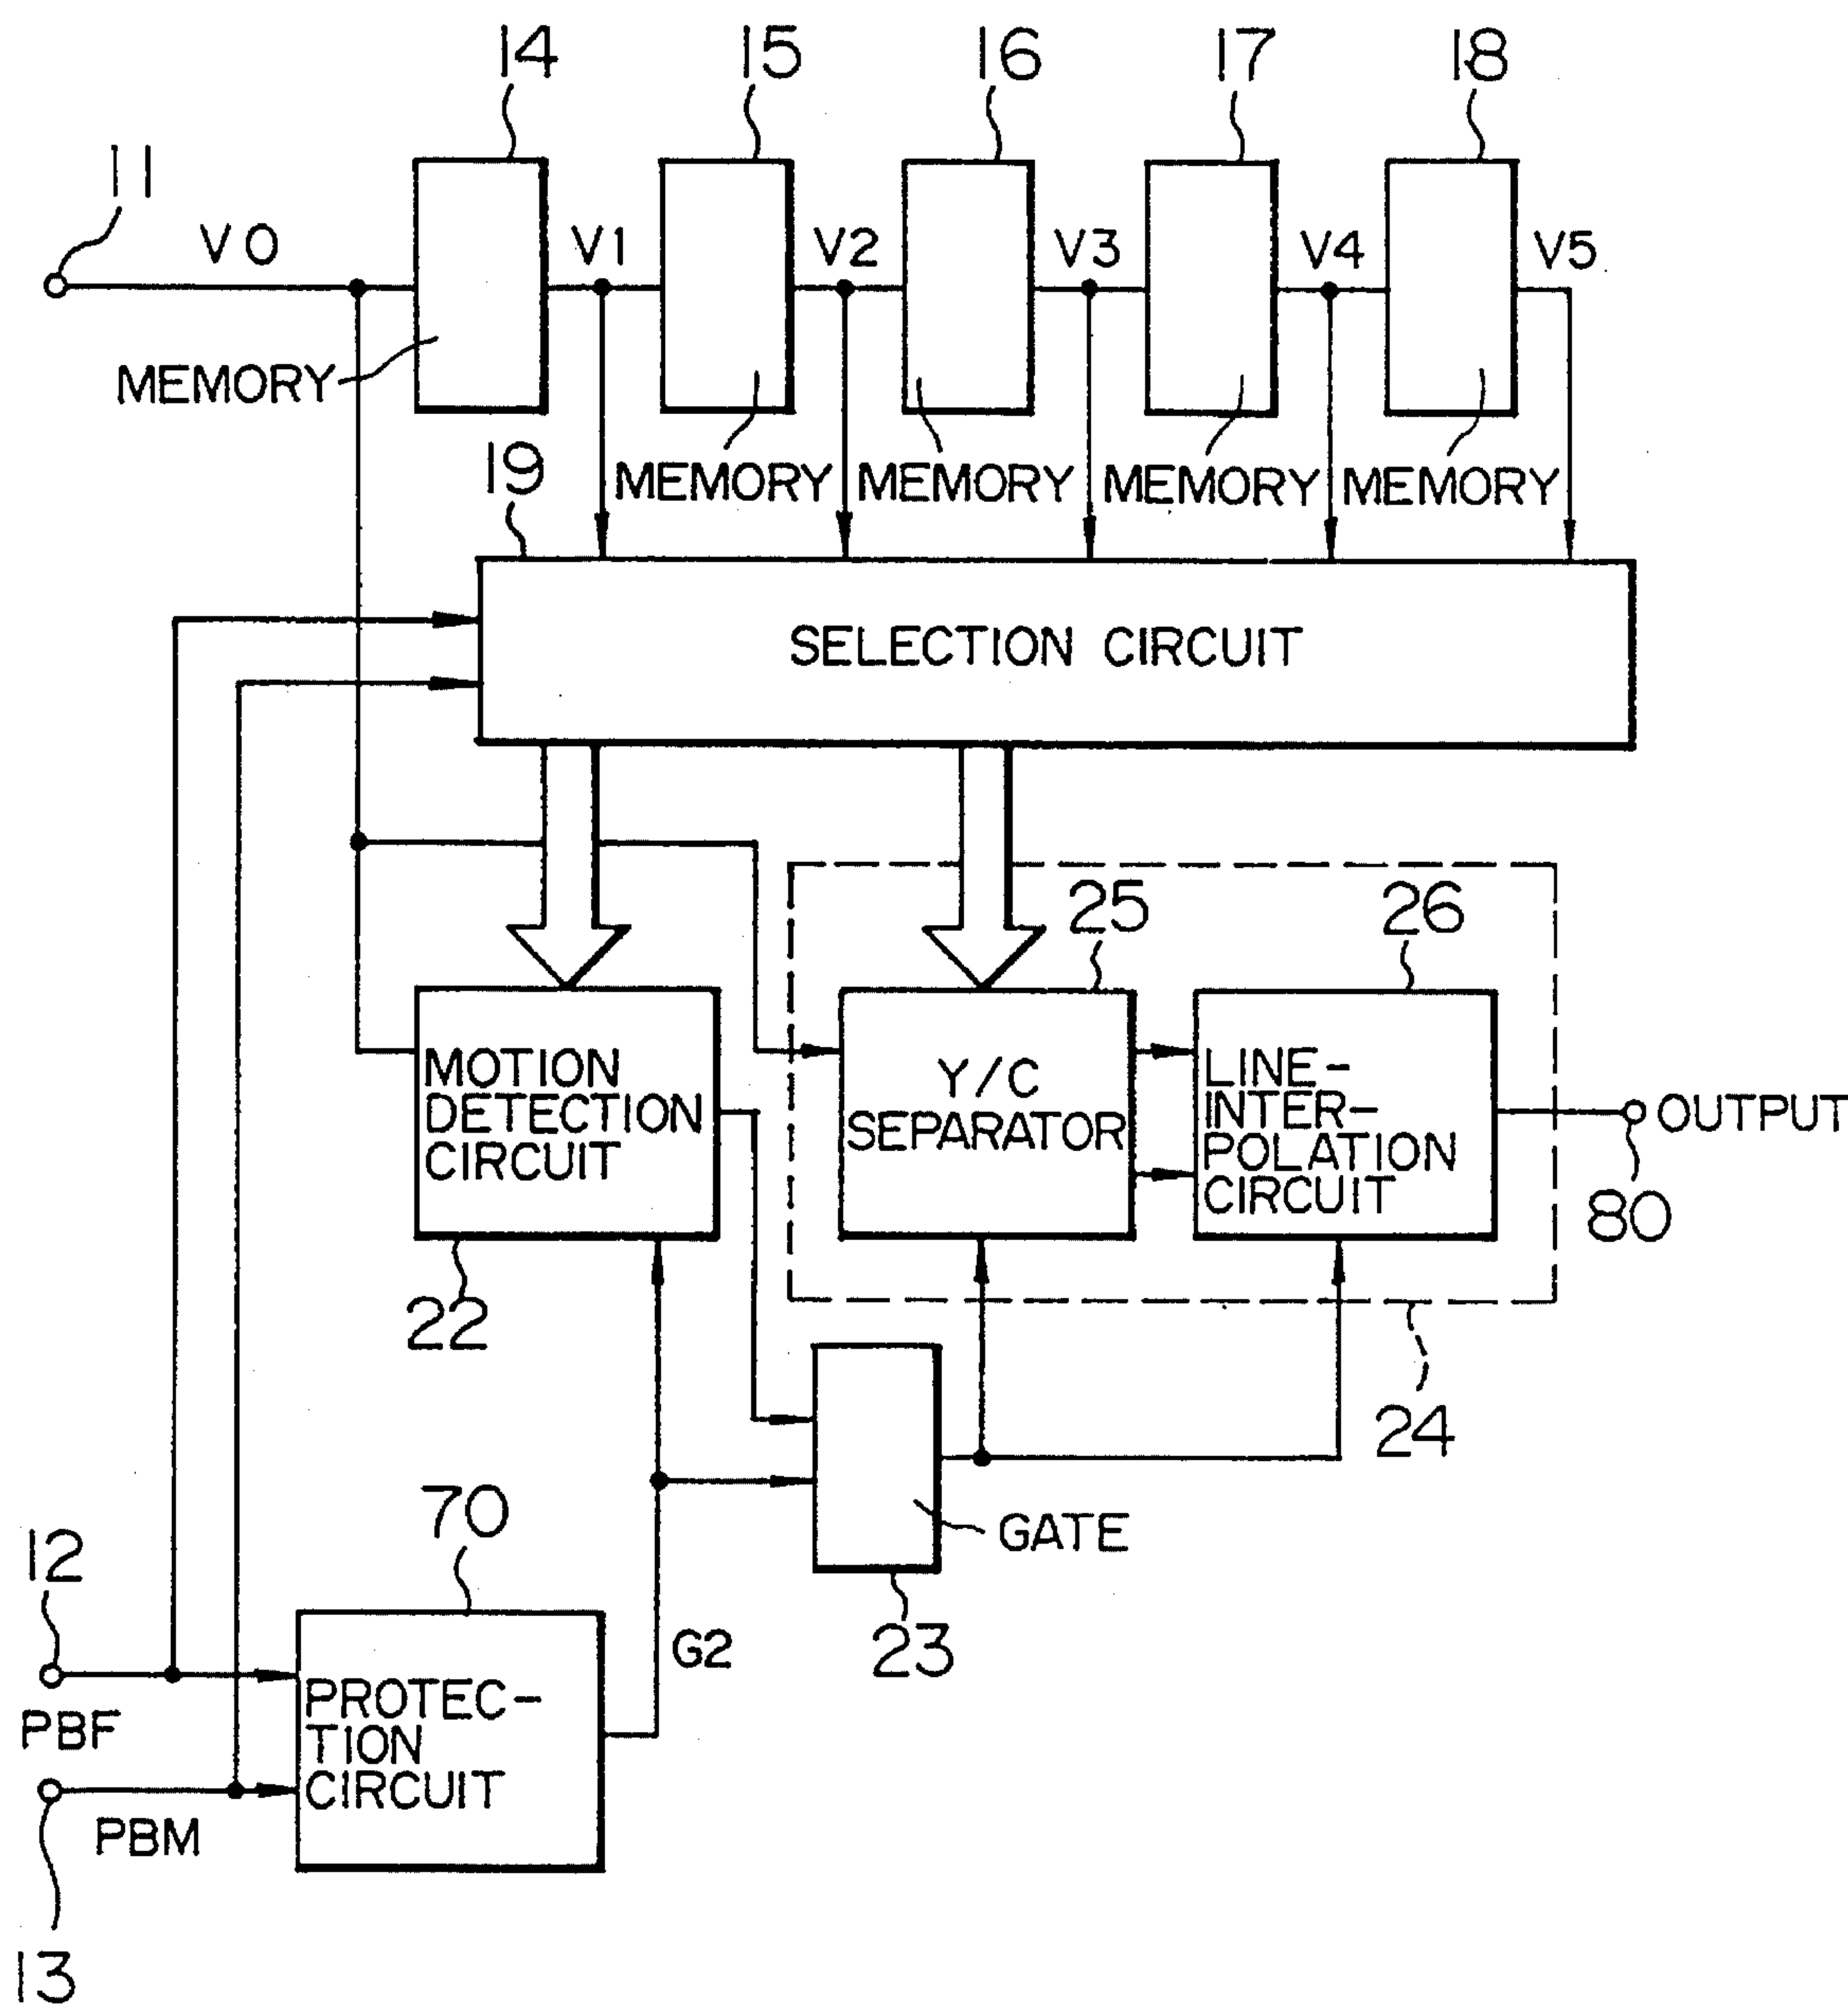 14
15
16
17
18
11
V0
V1
V2
V3
V4
V5
MEMORY
19
MEMORY
MEMORY
MEMORY
MEMORY
SELECTION CIRCUIT
25
26
MOTION
DETECTION
CIRCUIT
Y/C
SEPARATOR
LINE-
INTER-
POLATION
CIRCUIT
OUTPUT
80
22
24
70
GATE
12
23
G2
PBF
PROTEC-
TION
CIRCUIT
PBM
13